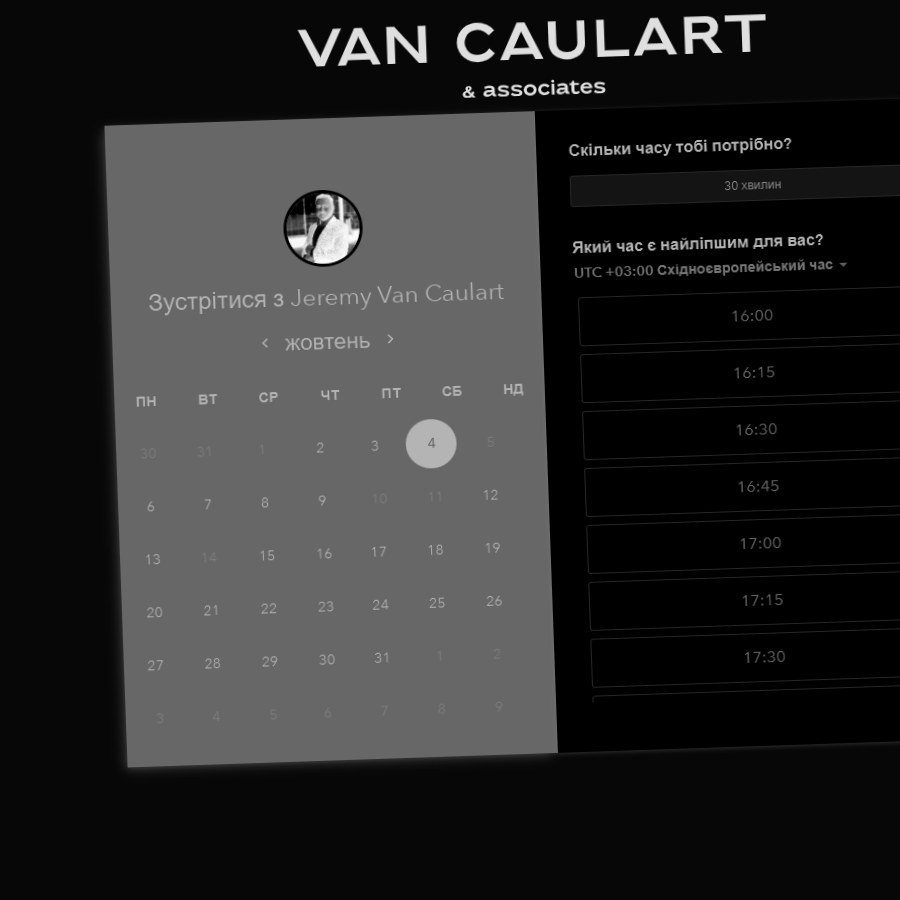 VAN CAULART
& associates
Зустрітися з Jeremy Van Caulart
жовтень
ПН ВТ СР ЧТ ПТ СБ НД
30 31 1 2 3 4 5
6 7 8 9 10 11 12
13 14 15 16 17 18 19
20 21 22 23 24 25 26
27 28 29 30 31 1 2
3 4 5 6 7 8 9
Скільки часу тобі потрібно?
30 хвилин
Який час є найліпшим для вас?
UTC +03:00 Східноєвропейський час
16:00
16:15
16:30
16:45
17:00
17:15
17:30